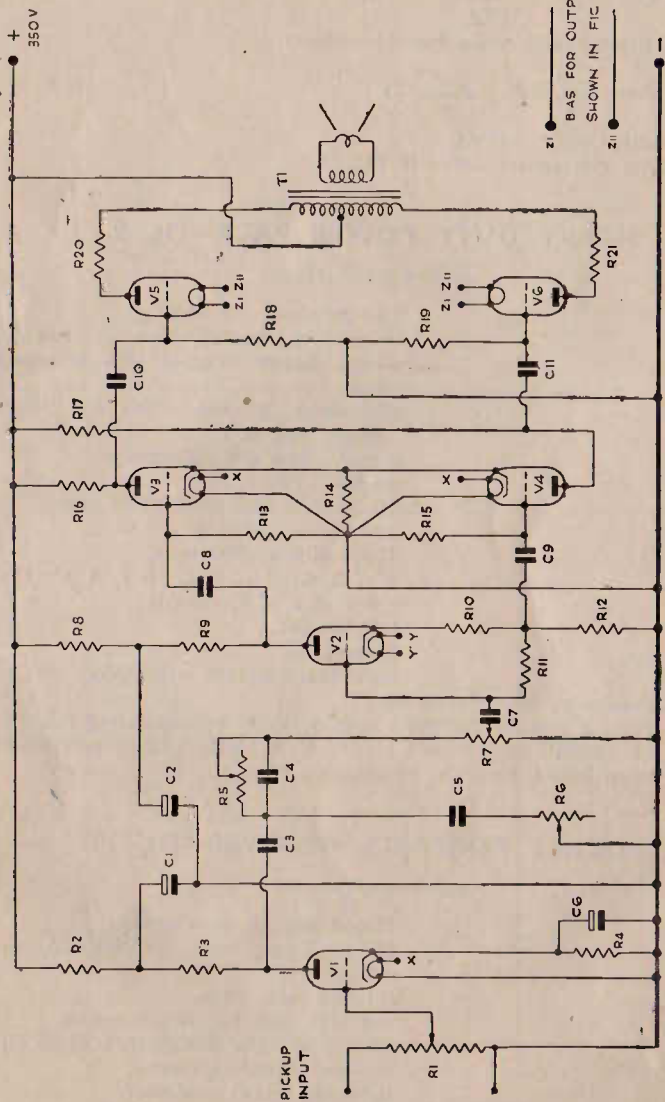 +
350V
R2
R8
R16
R17
R20
C1
C2
C10
R3
R9
C8
V3
X
V5
Z1 Z11
T1
R5
C3
C4
R13
R14
R18
V1
X
V2
Y Y
R15
R19
PICKUP
INPUT
C5
C7
R10
C9
V4
X
C11
V6
Z1 Z11
R21
R1
R4
C6
R6
R7
R11
R12
Z1
BIAS FOR OUTP
SHOWN IN FIC
Z11
–